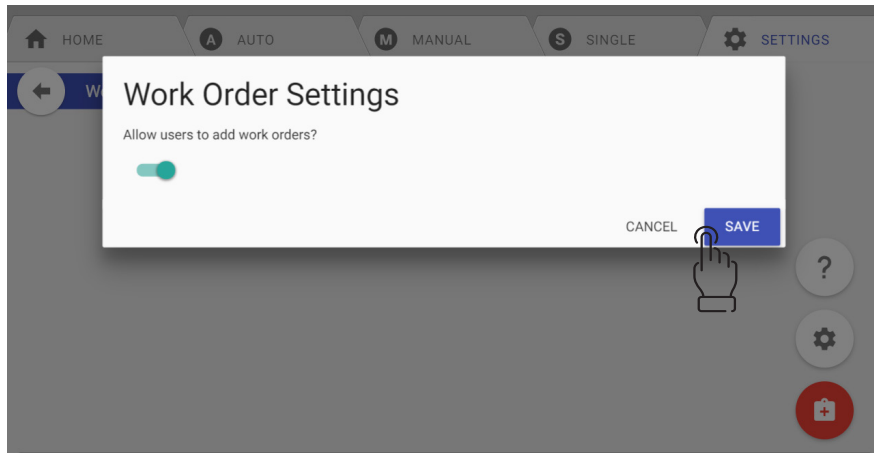 HOME
A AUTO
M MANUAL
S SINGLE
SETTINGS
Work Order Settings
Allow users to add work orders?
CANCEL
SAVE
?